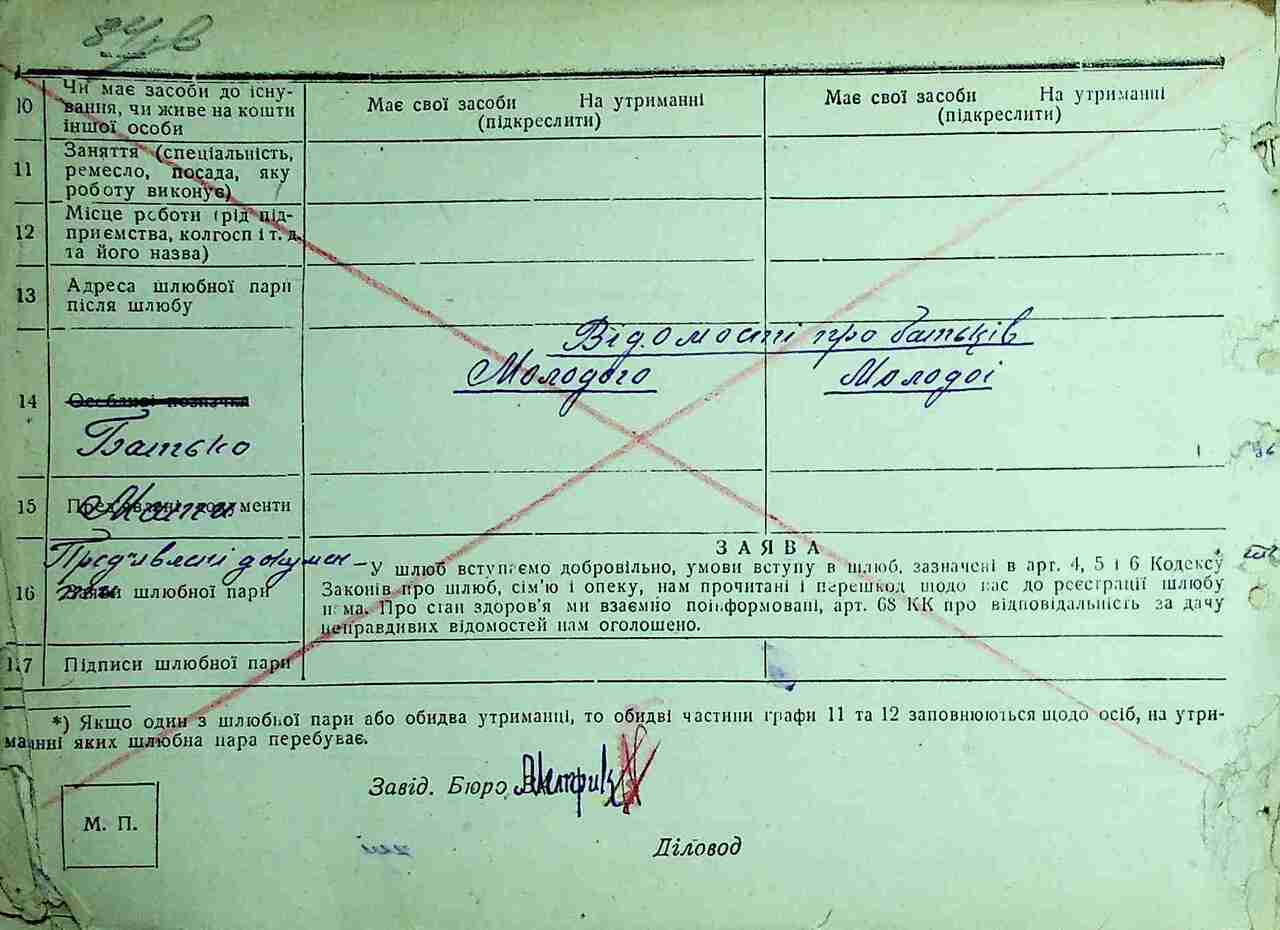 84
10 Чи має засоби до існу-
вання, чи живе на кошти
іншої особи
Має свої засоби На утриманні
(підкреслити)
Має свої засоби На утриманні
(підкреслити)
11 Заняття (спеціальність,
ремесло, посада, яку
роботу виконує)
12 Місце роботи (рід під-
приємства, колгосп і т. д.
та його назва)
13 Адреса шлюбної пари
після шлюбу
Відомості про батьків
Молодого Молодої
14 Особливі позначки
Батько
15 Пред'явлені документи
Мати
Пред'явлені докумен
ЗАЯВА
16 Заяви шлюбної пари
—У шлюб вступаємо добровільно, умови вступу в шлюб, зазначені в арт. 4, 5 і 6 Кодексу
Законів про шлюб, сім'ю і опеку, нам прочитані і перешкод щодо нас до реєстрації шлюбу
нема. Про стан здоров'я ми взаємно поінформовані, арт. 68 КК про відповідальність за дачу
неправдивих відомостей нам оголошено.
17 Підписи шлюбної пари
*) Якщо один з шлюбної пари або обидва утриманці, то обидві частини графи 11 та 12 заповнюються щодо осіб, на утри-
манні яких шлюбна пара перебуває.
Завід. Бюро
М. П.
Діловод